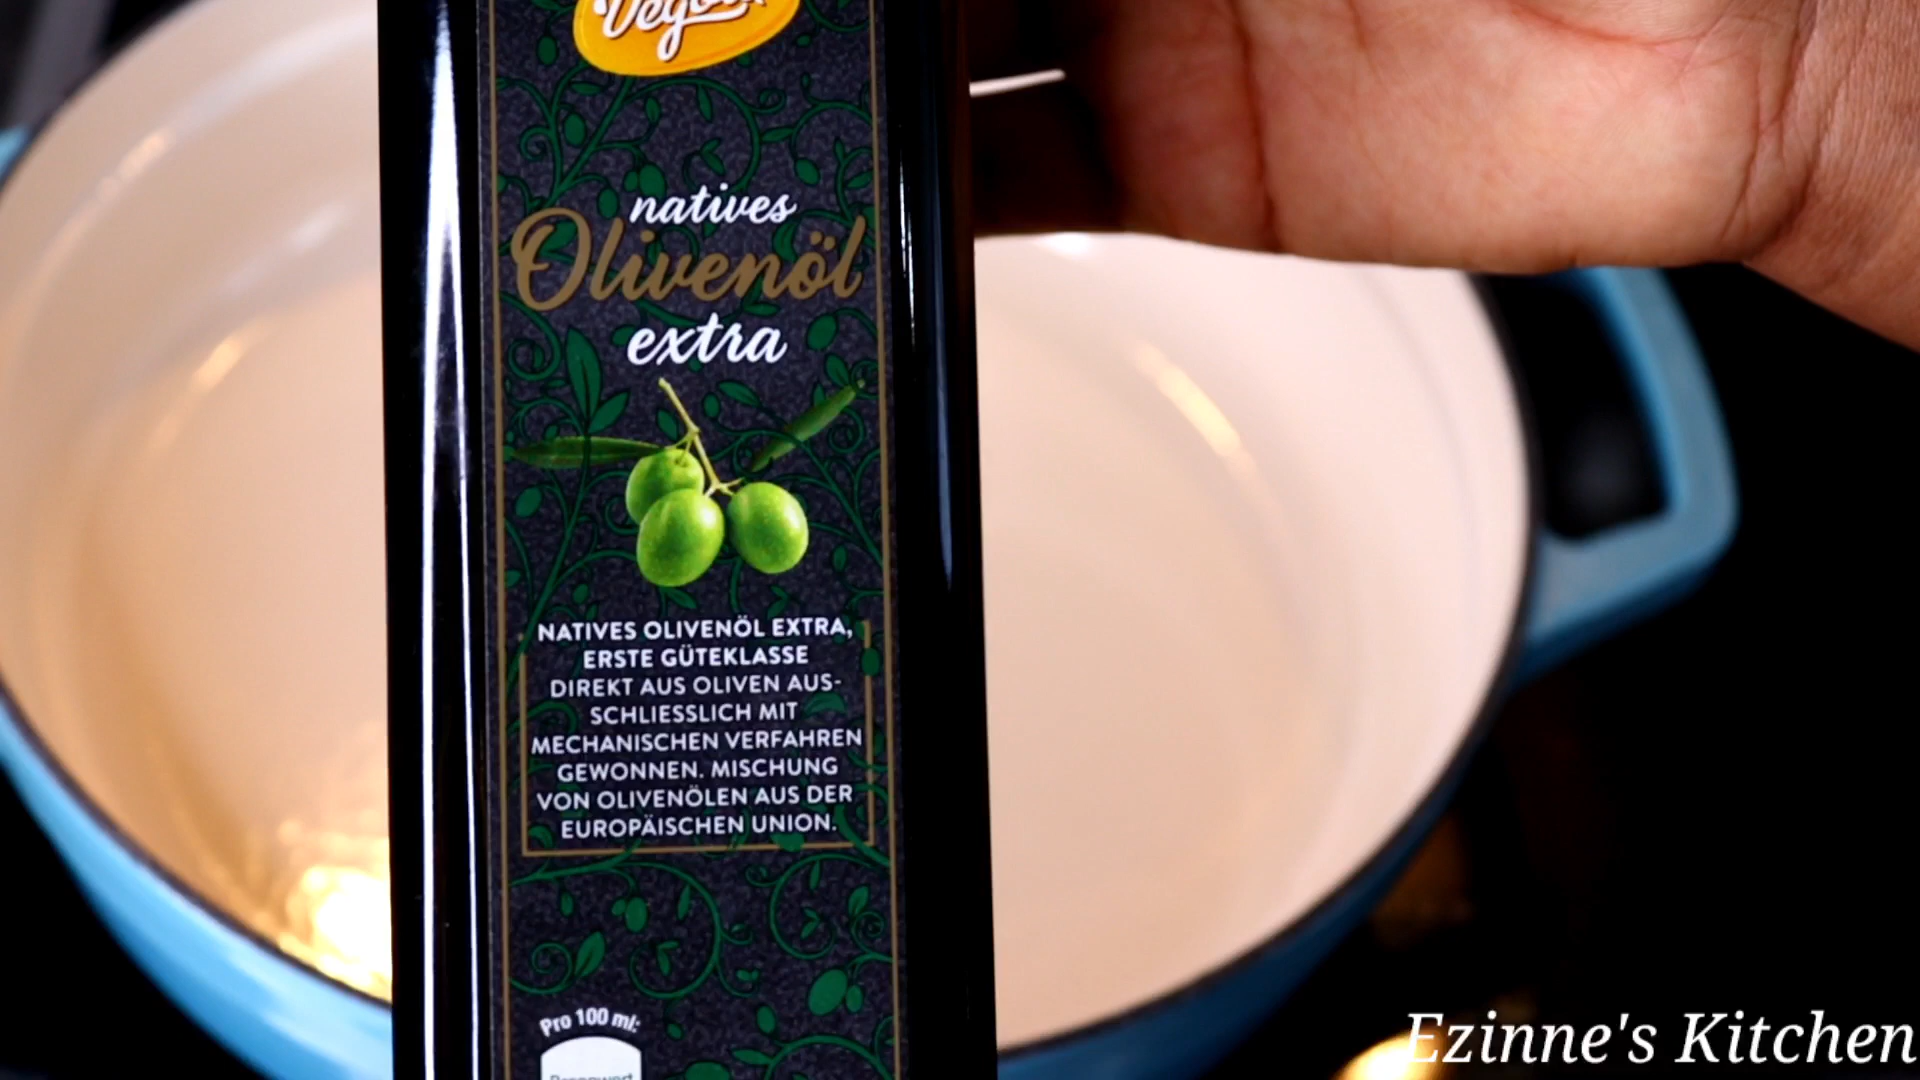 natives
Olivenöl
extra
NATIVES OLIVENÖL EXTRA,
ERSTE GÜTEKLASSE
DIREKT AUS OLIVEN AUS-
SCHLIESSLICH MIT
MECHANISCHEN VERFAHREN
GEWONNEN. MISCHUNG
VON OLIVENÖLEN AUS DER
EUROPÄISCHEN UNION.
Pro 100 ml:
Ezinne's Kitchen